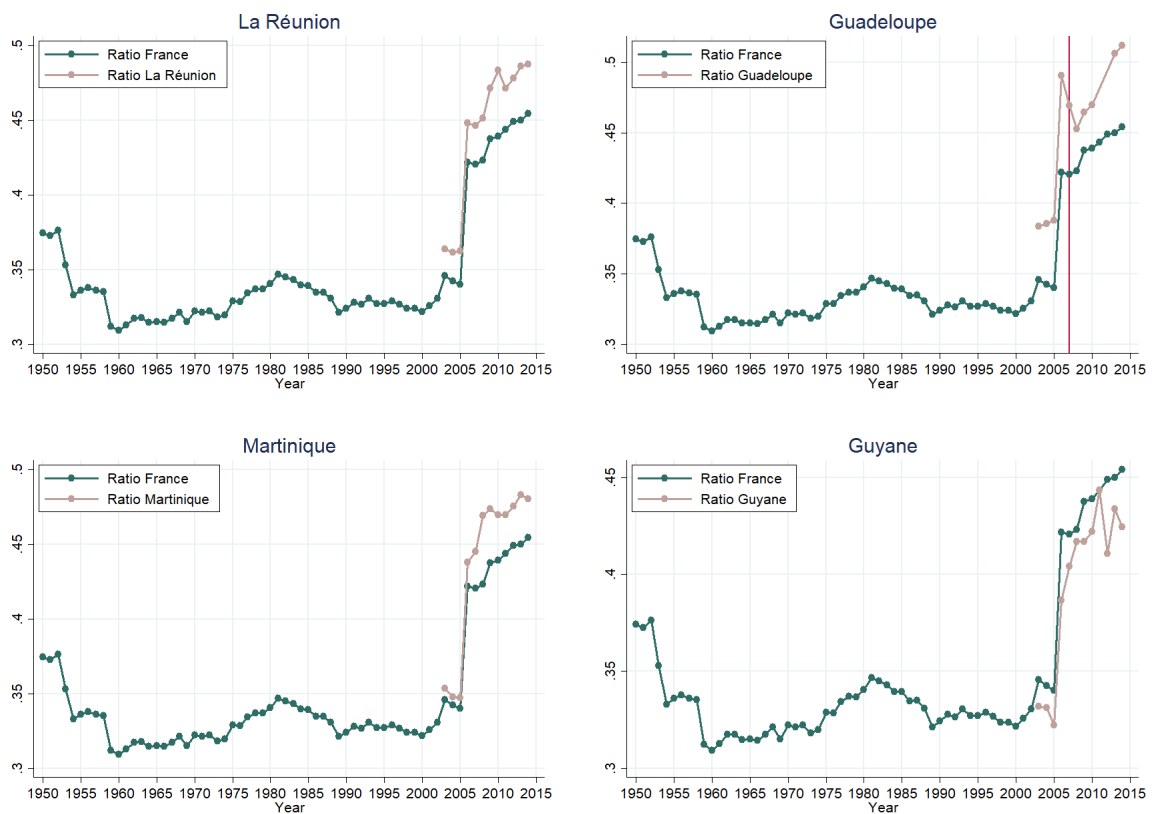 La Réunion
Ratio France
Ratio La Réunion
.5
.45
.4
.35
.3
1950 1955 1960 1965 1970 1975 1980 1985 1990 1995 2000 2005 2010 2015
Year
Guadeloupe
Ratio France
Ratio Guadeloupe
.5
.45
.4
.35
.3
1950 1955 1960 1965 1970 1975 1980 1985 1990 1995 2000 2005 2010 2015
Year
Martinique
Ratio France
Ratio Martinique
.5
.45
.4
.35
.3
1950 1955 1960 1965 1970 1975 1980 1985 1990 1995 2000 2005 2010 2015
Year
Guyane
Ratio France
Ratio Guyane
.45
.4
.35
.3
1950 1955 1960 1965 1970 1975 1980 1985 1990 1995 2000 2005 2010 2015
Year